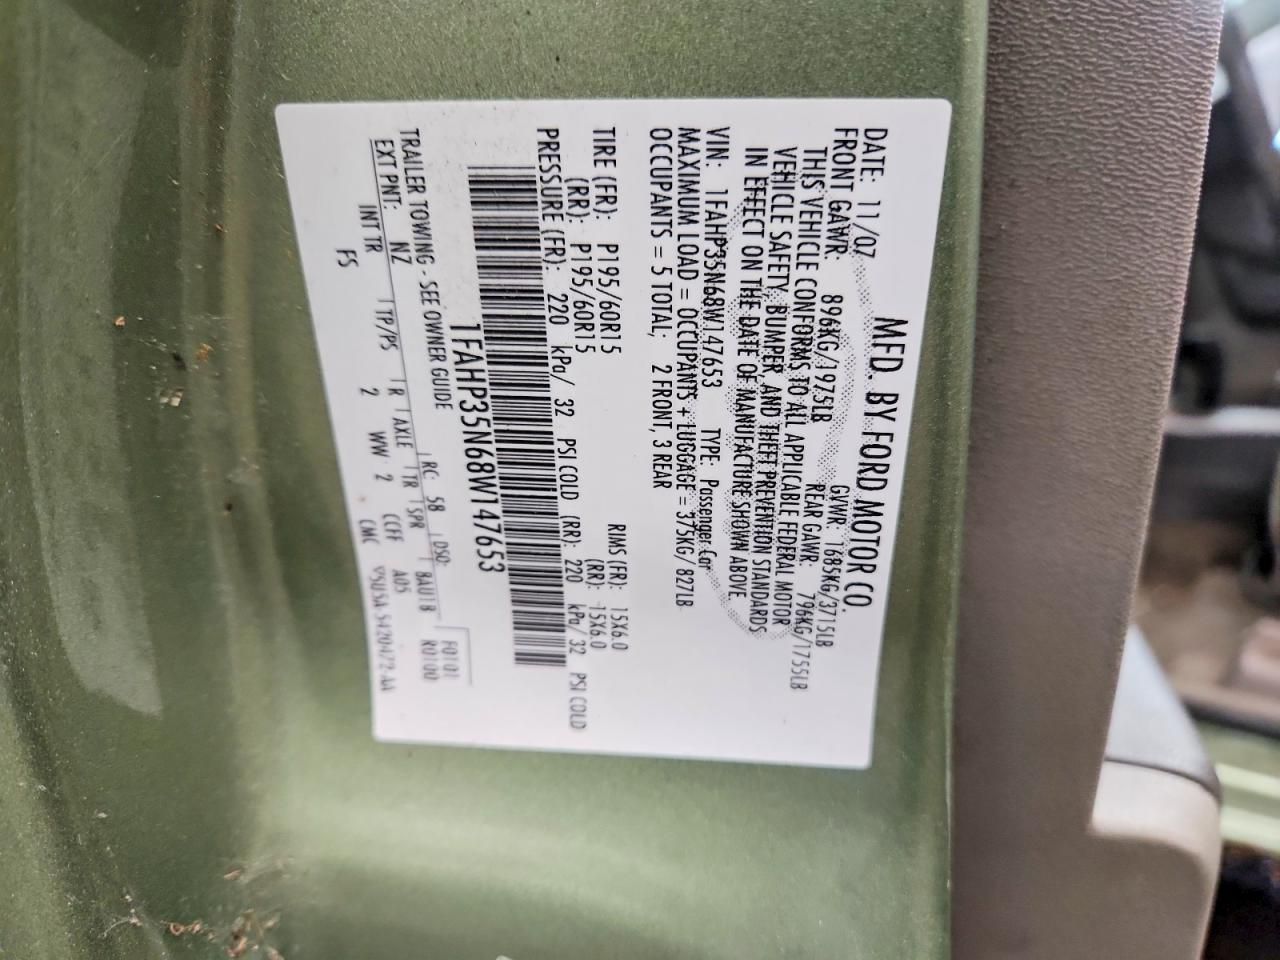 MFD. BY FORD MOTOR CO.
DATE: 11/07 GVWR: 1685KG/3715LB
FRONT GAWR: 896KG/1975LB REAR GAWR: 796KG/1755LB
THIS VEHICLE CONFORMS TO ALL APPLICABLE FEDERAL MOTOR
VEHICLE SAFETY, BUMPER, AND THEFT PREVENTION STANDARDS
IN EFFECT ON THE DATE OF MANUFACTURE SHOWN ABOVE.
VIN: 1FAHP35N68W147653 TYPE: Passenger Car
MAXIMUM LOAD = OCCUPANTS + LUGGAGE = 375KG/827LB
OCCUPANTS = 5 TOTAL; 2 FRONT, 3 REAR
TIRE (FR): P195/60R15 RIMS (FR): 15X6.0
(RR): P195/60R15 (RR): 15X6.0
PRESSURE (FR): 220 kPa/ 32 PSI COLD (RR): 220 kPa/ 32 PSI COLD
1FAHP35N68W147653
TRAILER TOWING - SEE OWNER GUIDE
F0101
R0100
EXT PNT: NZ RC: 58 DSO:
INT TR TP/PS R AXLE TR SPR 8AU18
FS 2 WW 2 CCFF A05
CMC V5U5A-5420472-AA